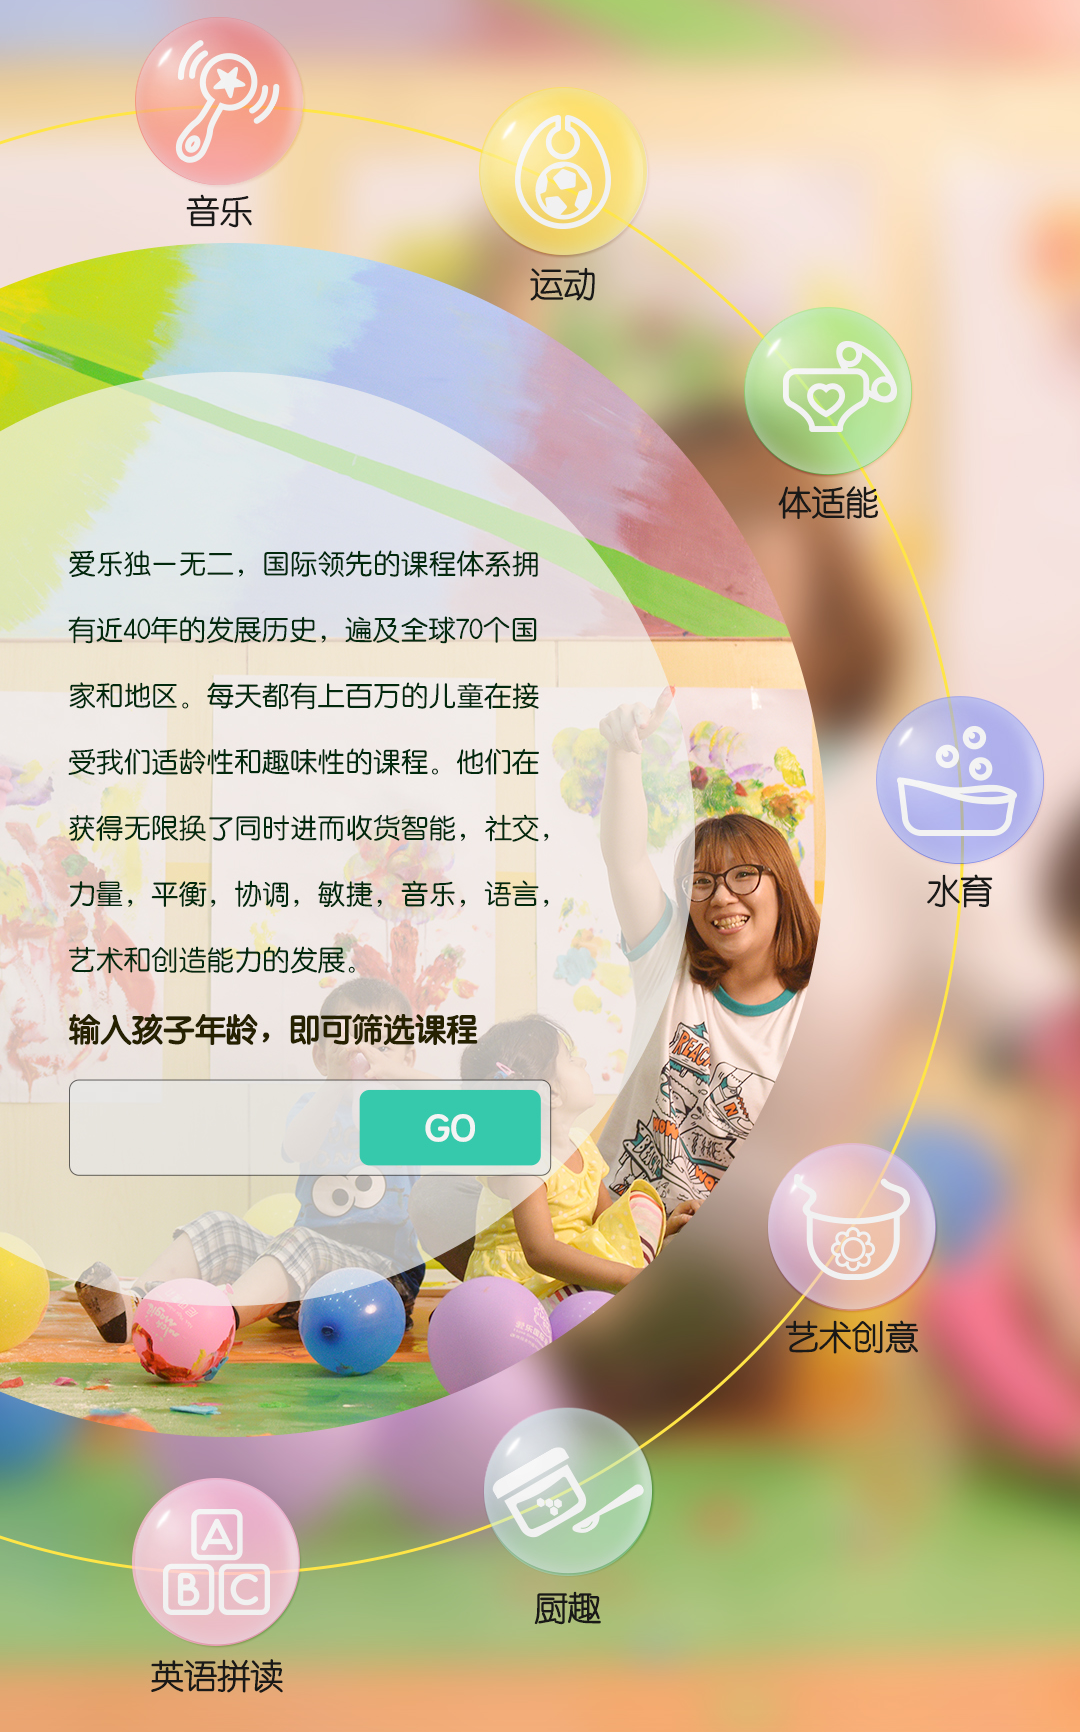 音乐
运动
体适能
爱乐独一无二，国际领先的课程体系拥
有近40年的发展历史，遍及全球70个国
家和地区。每天都有上百万的儿童在接
受我们适龄性和趣味性的课程。他们在
获得无限换了同时进而收货智能，社交，
力量，平衡，协调，敏捷，音乐，语言，
艺术和创造能力的发展。
水育
输入孩子年龄，即可筛选课程
GO
艺术创意
厨趣
A
B C
英语拼读